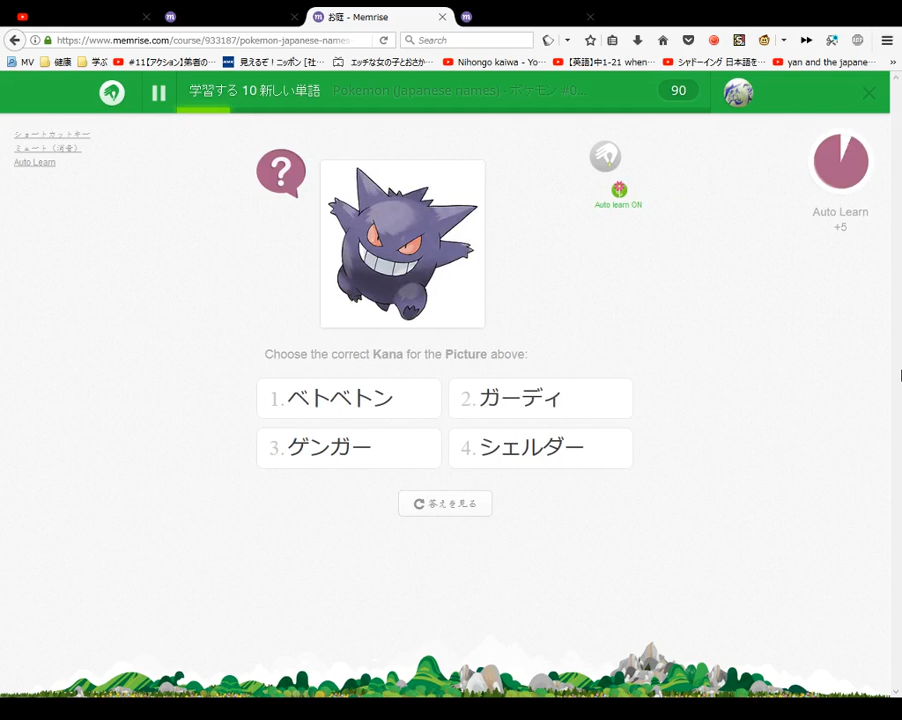 お庭 - Memrise
https://www.memrise.com/course/933187/pokemon-japanese-names-
Search
MV
健康
学ぶ
#11【アクション】弟者の…
見えるぞ！ニッポン [社…
エッチな女の子とおさか…
Nihongo kaiwa - Yo…
【英語】中1-21 when…
シャドーイング 日本語を…
yan and the japane…
学習する 10 新しい単語
Pokemon (Japanese names) - ポケモン #0...
90
ショートカットキー
ミュート（消音）
Auto Learn
?
Auto learn ON
Auto Learn
+5
Choose the correct Kana for the Picture above:
1. ベトベトン
2. ガーディ
3. ゲンガー
4. シェルダー
答えを見る